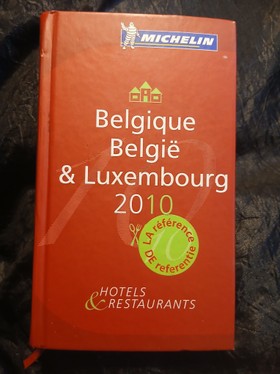 MICHELIN
Belgique
België
& Luxembourg
2010
LA référence
DE referentie
HOTELS
& RESTAURANTS